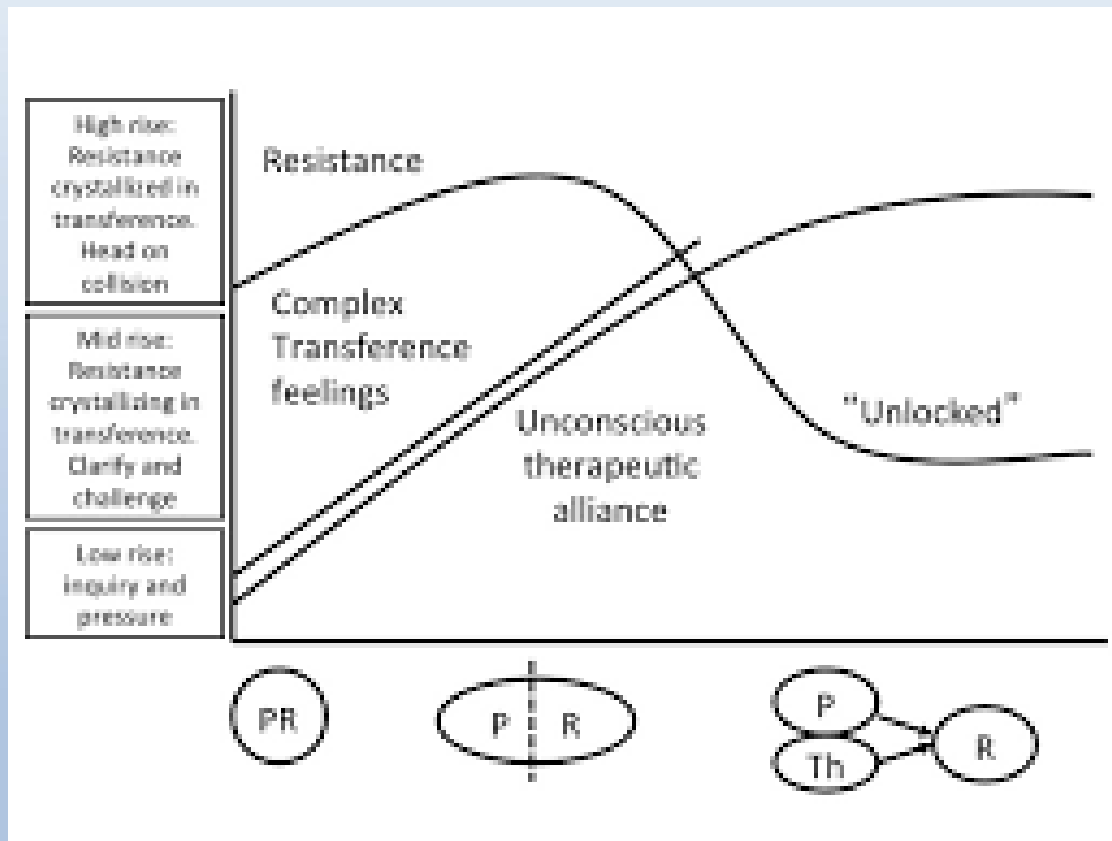 High rise:
Resistance
crystallized in
transference.
Head on
collision
Mid rise:
Resistance
crystallizing in
transference.
Clarify and
challenge
Low rise:
inquiry and
pressure
Resistance
Complex
Transference
feelings
Unconscious
therapeutic
alliance
“Unlocked”
PR
P R
P
Th
R